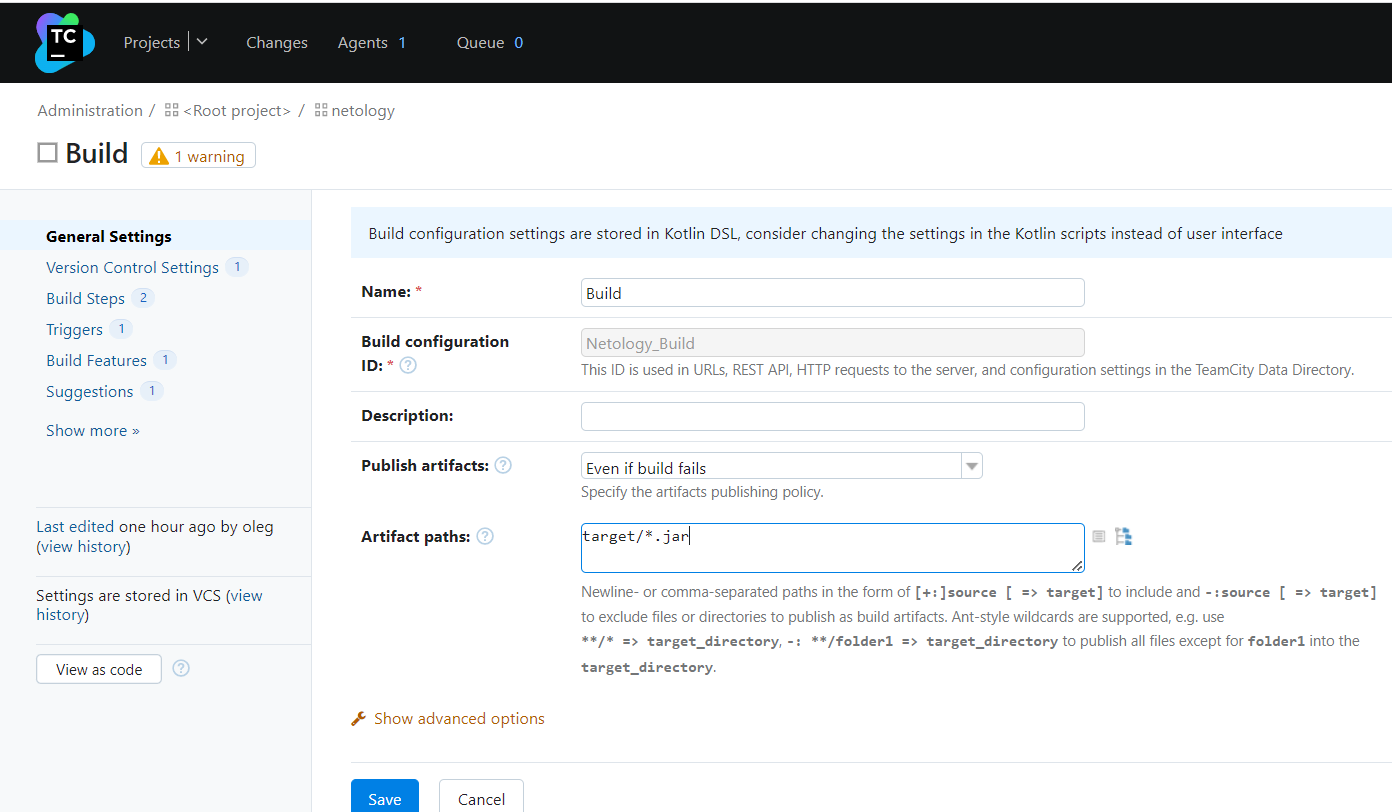 TC
Projects
Changes
Agents 1
Queue 0
Administration / <Root project> / netology
Build
1 warning
General Settings
Version Control Settings 1
Build Steps 2
Triggers 1
Build Features 1
Suggestions 1
Show more »
Last edited one hour ago by oleg
(view history)
Settings are stored in VCS (view
history)
View as code ?
Build configuration settings are stored in Kotlin DSL, consider changing the settings in the Kotlin scripts instead of user interface
Name: *
Build
Build configuration
ID: * ?
Netology_Build
This ID is used in URLs, REST API, HTTP requests to the server, and configuration settings in the TeamCity Data Directory.
Description:
Publish artifacts: ?
Even if build fails
Specify the artifacts publishing policy.
Artifact paths: ?
target/*.jar
Newline- or comma-separated paths in the form of [+:]source [ => target] to include and -:source [ => target]
to exclude files or directories to publish as build artifacts. Ant-style wildcards are supported, e.g. use
**/* => target_directory, -: **/folder1 => target_directory to publish all files except for folder1 into the
target_directory.
Show advanced options
Save
Cancel